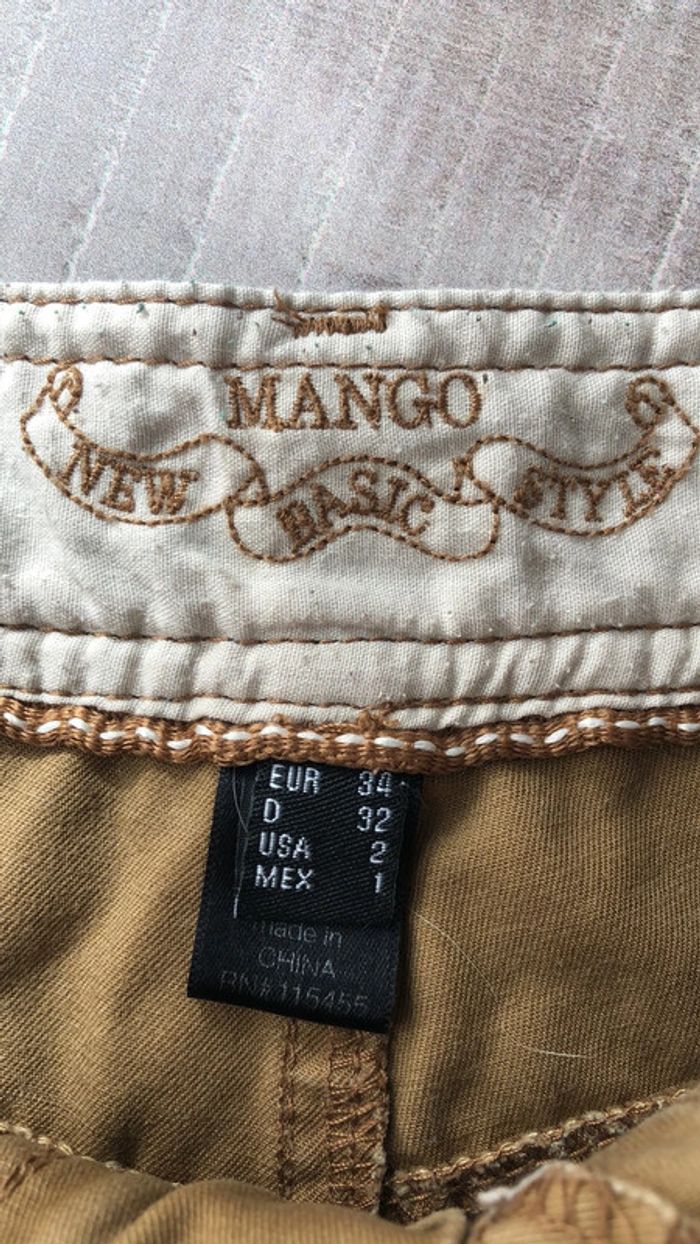 MANGO
NEW BASIC STYLE
EUR 34
D 32
USA 2
MEX 1
made in
CHINA
RN# 115455